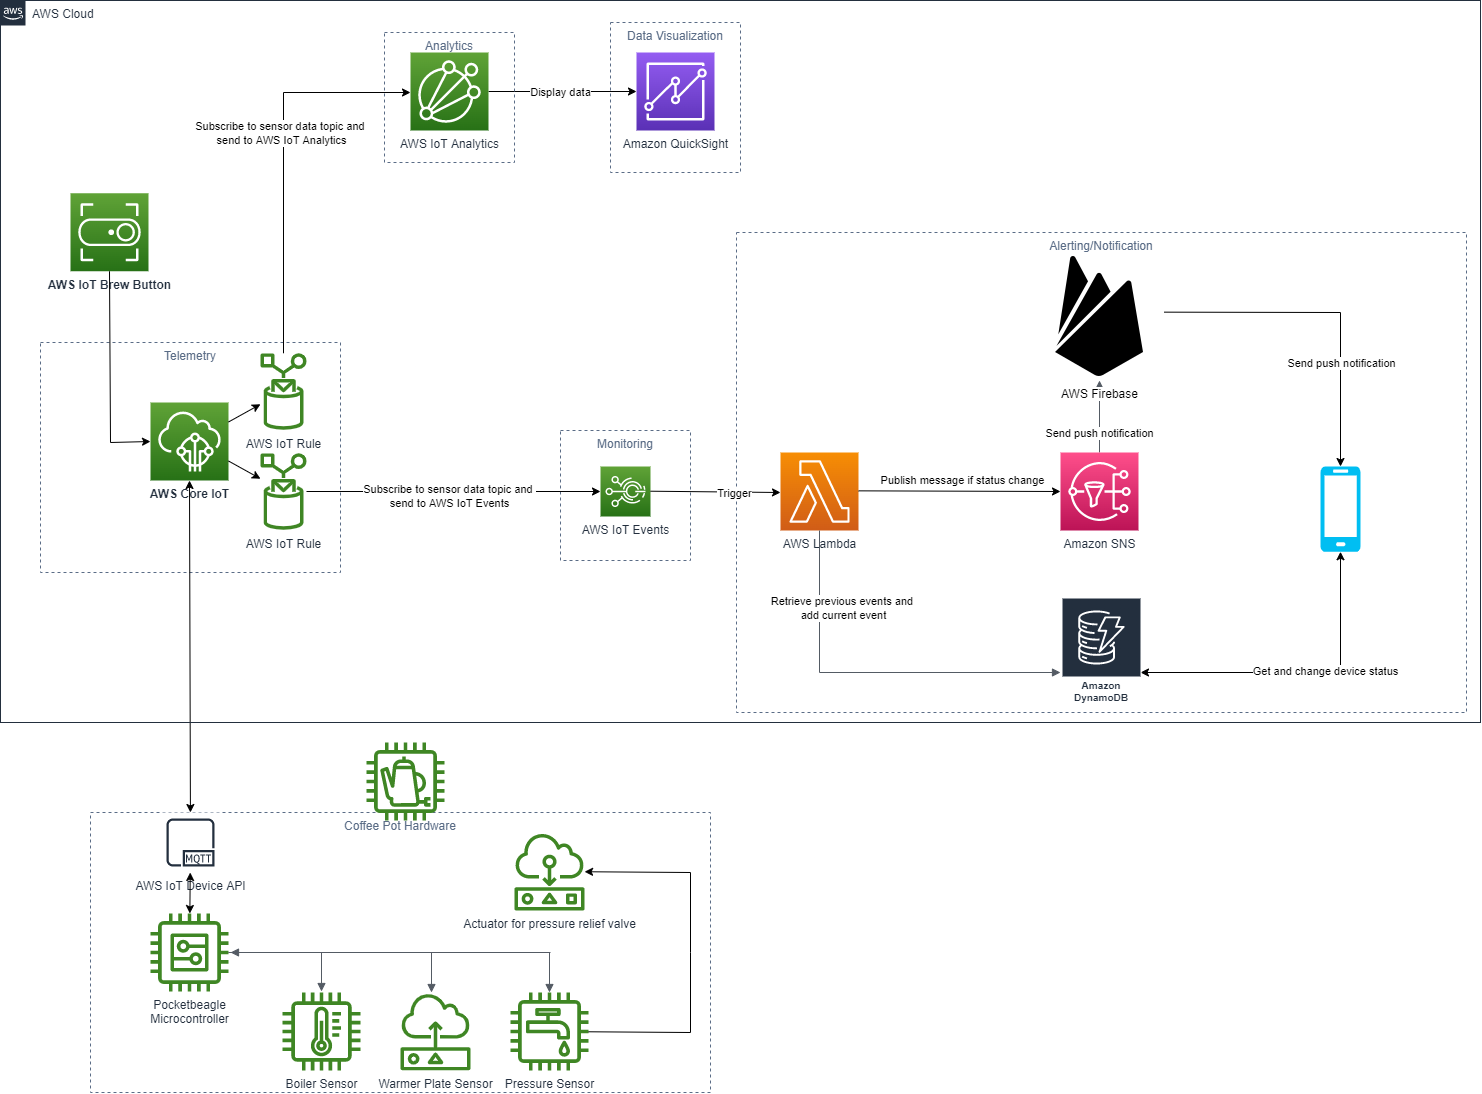 aws
AWS Cloud
Analytics
AWS IoT Analytics
Display data
Data Visualization
Amazon QuickSight
Subscribe to sensor data topic and
send to AWS IoT Analytics
AWS IoT Brew Button
Telemetry
AWS Core IoT
AWS IoT Rule
AWS IoT Rule
Subscribe to sensor data topic and
send to AWS IoT Events
Monitoring
AWS IoT Events
Trigger
Alerting/Notification
AWS Firebase
Send push notification
Send push notification
AWS Lambda
Publish message if status change
Amazon SNS
Retrieve previous events and
add current event
Amazon
DynamoDB
Get and change device status
Coffee Pot Hardware
MQTT
AWS IoT Device API
Actuator for pressure relief valve
Pocketbeagle
Microcontroller
Boiler Sensor
Warmer Plate Sensor
Pressure Sensor